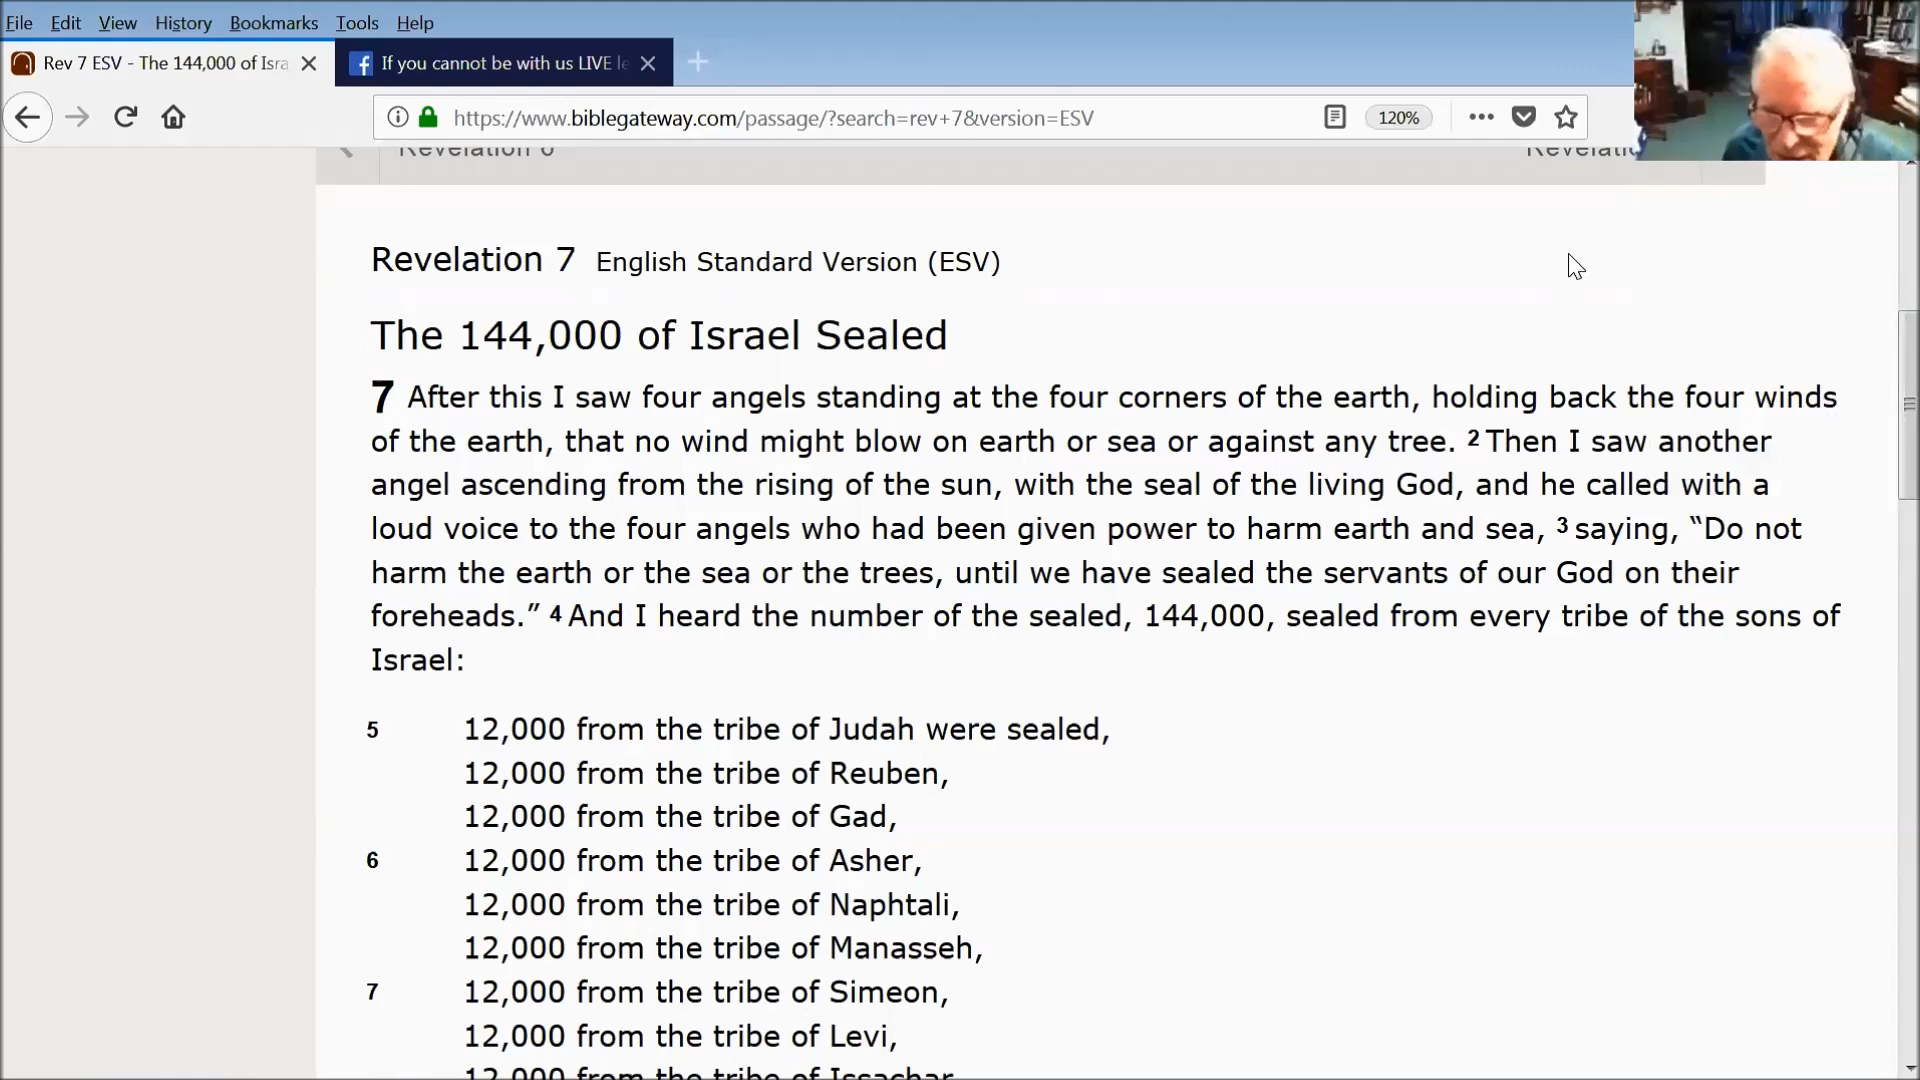 File Edit View History Bookmarks Tools Help
Rev 7 ESV - The 144,000 of Isra
If you cannot be with us LIVE le
https://www.biblegateway.com/passage/?search=rev+7&version=ESV 120%
Revelation 6
Revelatio
Revelation 7 English Standard Version (ESV)
The 144,000 of Israel Sealed
7 After this I saw four angels standing at the four corners of the earth, holding back the four winds
of the earth, that no wind might blow on earth or sea or against any tree. 2 Then I saw another
angel ascending from the rising of the sun, with the seal of the living God, and he called with a
loud voice to the four angels who had been given power to harm earth and sea, 3 saying, “Do not
harm the earth or the sea or the trees, until we have sealed the servants of our God on their
foreheads.” 4 And I heard the number of the sealed, 144,000, sealed from every tribe of the sons of
Israel:
5 12,000 from the tribe of Judah were sealed,
12,000 from the tribe of Reuben,
12,000 from the tribe of Gad,
6 12,000 from the tribe of Asher,
12,000 from the tribe of Naphtali,
12,000 from the tribe of Manasseh,
7 12,000 from the tribe of Simeon,
12,000 from the tribe of Levi,
12,000 from the tribe of Issachar